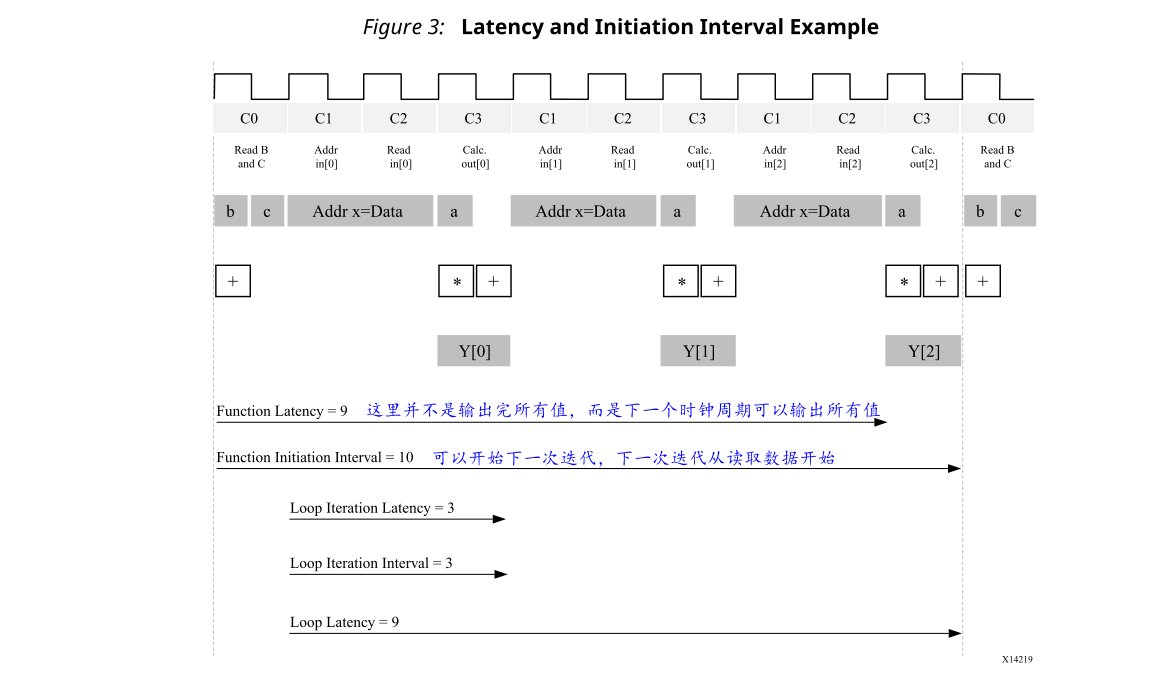 Figure 3: Latency and Initiation Interval Example
C0 C1 C2 C3 C1 C2 C3 C1 C2 C3 C0
Read B Addr Read Calc. Addr Read Calc. Addr Read Calc. Read B
and C in[0] in[0] out[0] in[1] in[1] out[1] in[2] in[2] out[2] and C
b c Addr x=Data a Addr x=Data a Addr x=Data a b c
+ * + * + * + +
Y[0] Y[1] Y[2]
Function Latency = 9 这里并不是输出完所有值，而是下一个时钟周期可以输出所有值
Function Initiation Interval = 10 可以开始下一次迭代，下一次迭代从读取数据开始
Loop Iteration Latency = 3
Loop Iteration Interval = 3
Loop Latency = 9
X14219